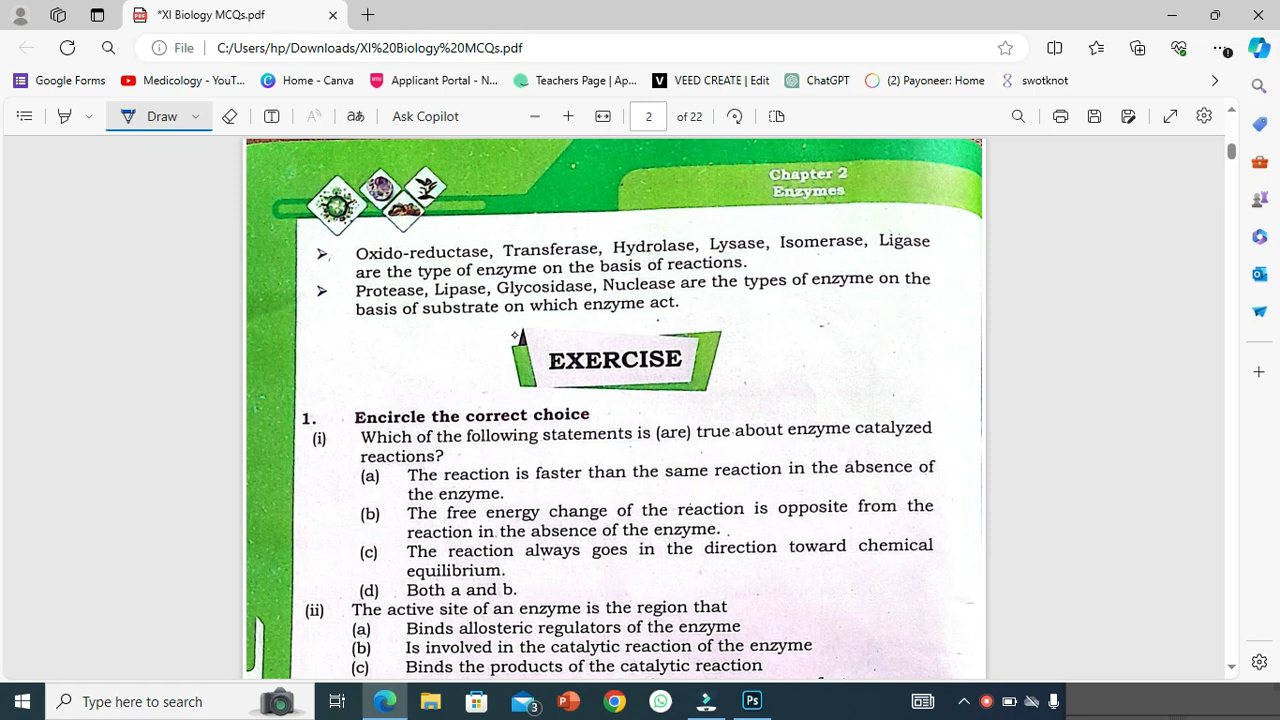 *XI Biology MCQs.pdf
File
C:/Users/hp/Downloads/XI%20Biology%20MCQs.pdf
Google Forms
Medicology - YouT...
Home - Canva
Applicant Portal - N...
Teachers Page | Ap...
VEED CREATE | Edit
ChatGPT
(2) Payoneer: Home
swotknot
Draw
aあ
Ask Copilot
2
of 22
Chapter 2
Enzymes
➢ Oxido-reductase, Transferase, Hydrolase, Lysase, Isomerase, Ligase
are the type of enzyme on the basis of reactions.
➢ Protease, Lipase, Glycosidase, Nuclease are the types of enzyme on the
basis of substrate on which enzyme act.
EXERCISE
1. Encircle the correct choice
(i) Which of the following statements is (are) true about enzyme catalyzed
reactions?
(a) The reaction is faster than the same reaction in the absence of
the enzyme.
(b) The free energy change of the reaction is opposite from the
reaction in the absence of the enzyme.
(c) The reaction always goes in the direction toward chemical
equilibrium.
(d) Both a and b.
(ii) The active site of an enzyme is the region that
(a) Binds allosteric regulators of the enzyme
(b) Is involved in the catalytic reaction of the enzyme
(c) Binds the products of the catalytic reaction
Type here to search
3